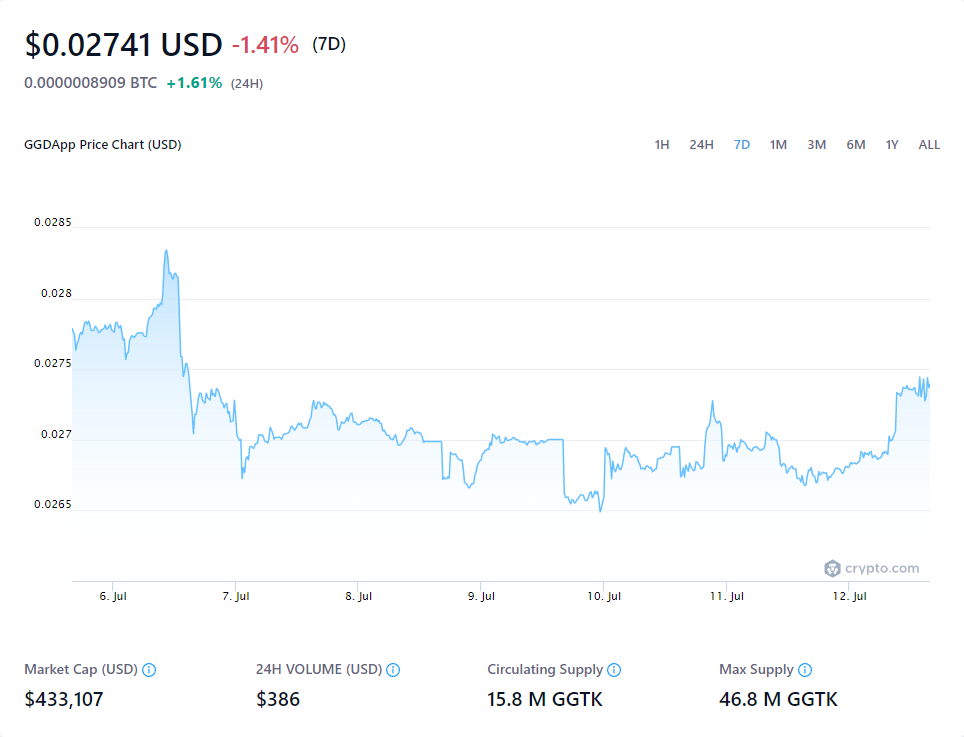 $0.02741 USD -1.41% (7D)
0.0000008909 BTC +1.61% (24H)
GGDApp Price Chart (USD) 1H 24H 7D 1M 3M 6M 1Y ALL
0.0285
0.028
0.0275
0.027
0.0265
crypto.com
6. Jul 7. Jul 8. Jul 9. Jul 10. Jul 11. Jul 12. Jul
Market Cap (USD) 24H VOLUME (USD) Circulating Supply Max Supply
$433,107 $386 15.8 M GGTK 46.8 M GGTK